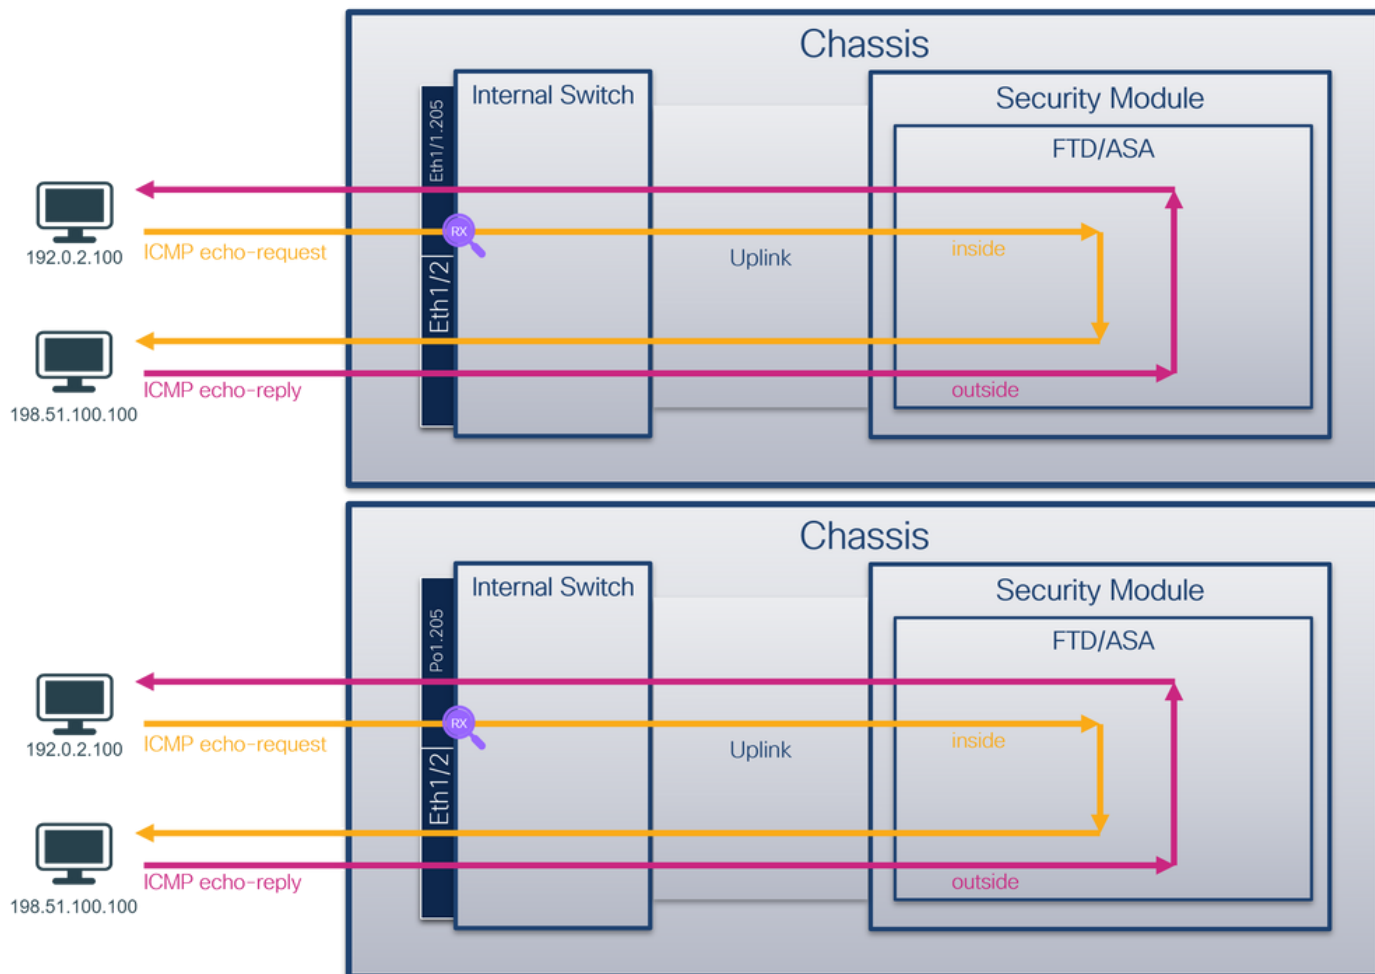 Chassis
Internal Switch
Security Module
FTD/ASA
Eth1/1.205
RX
192.0.2.100
ICMP echo-request
Uplink
inside
Eth1/2
198.51.100.100
ICMP echo-reply
outside
Chassis
Internal Switch
Security Module
FTD/ASA
Po1.205
RX
192.0.2.100
ICMP echo-request
Uplink
inside
Eth1/2
198.51.100.100
ICMP echo-reply
outside